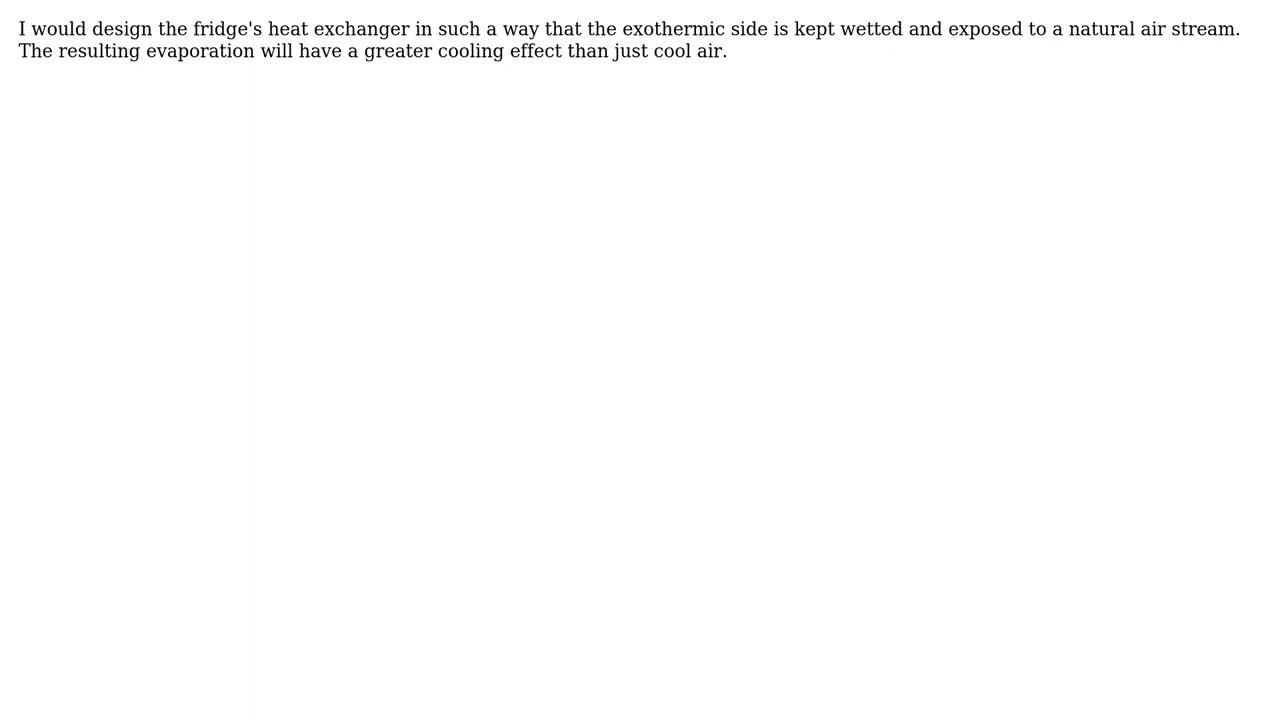 I would design the fridge's heat exchanger in such a way that the exothermic side is kept wetted and exposed to a natural air stream.
The resulting evaporation will have a greater cooling effect than just cool air.